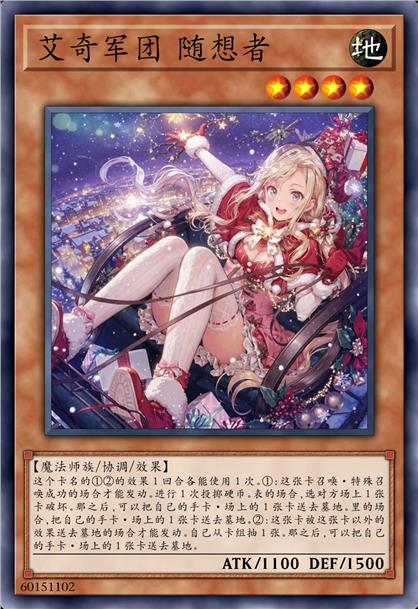 艾奇军团 随想者
地
【魔法师族/协调/效果】
这个卡名的①②的效果1回合各能使用1次。①：这张卡召唤·特殊召
唤成功的场合才能发动。进行1次投掷硬币。表的场合，选对方场上1张
卡破坏。那之后，可以把自己的手卡·场上的1张卡送去墓地。里的场
合，把自己的手卡·场上1张卡送去墓地。②：这张卡被这张卡以外的
效果送去墓地的场合才能发动。自己从卡组抽1张。那之后，可以把自己
的手卡·场上的1张卡送去墓地。
ATK/1100 DEF/1500
60151102